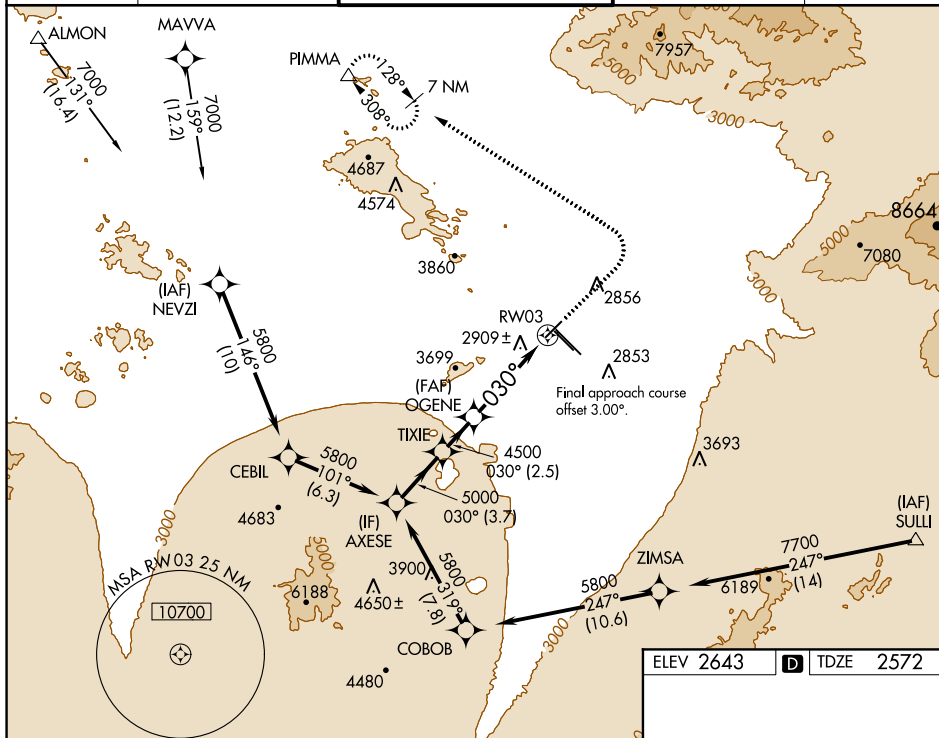 ALMON
MAVVA
7000
131°
(16.4)
7000
159°
(12.2)
PIMMA
128°
308°
7 NM
7957
5000
3000
4687
4574
8664
5000
7080
3000
3860
(IAF)
NEVZI
2856
RW03
2909 ±
2853
Final approach course
offset 3.00°.
3699
(FAF)
OGENE
030°
5800
146°
(10)
TIXIE
4500
030° (2.5)
3693
CEBIL
5800
101°
(6.3)
5000
030° (3.7)
(IF)
AXESE
4683
3000
5000
(IAF)
SULLI
7700
247°
(14)
ZIMSA
6189
5800
247°
(10.6)
3900
5800
319°
(7.8)
MSA RW03 25 NM
10700
6188
4650 ±
COBOB
3000
4480
ELEV 2643
D
TDZE 2572